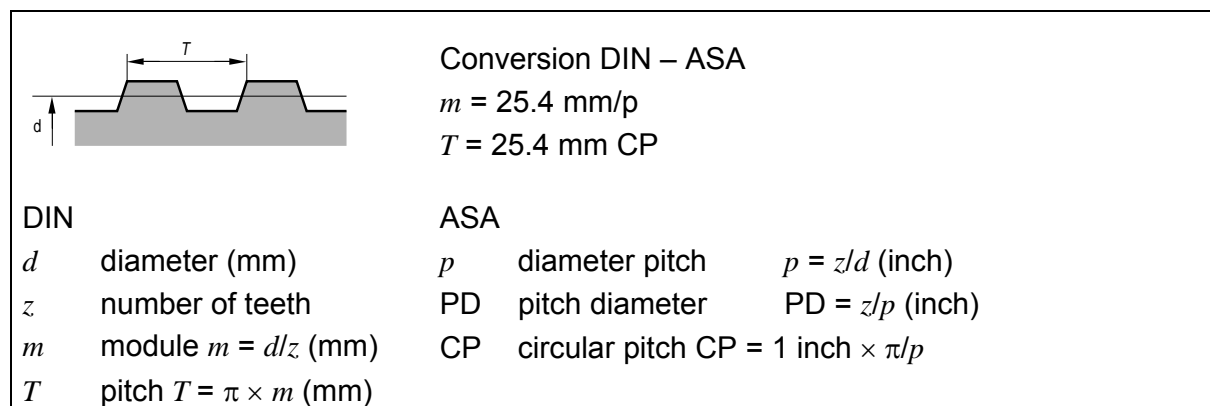 T
d
Conversion DIN – ASA
m = 25.4 mm/p
T = 25.4 mm CP
DIN
d diameter (mm)
z number of teeth
m module m = d/z (mm)
T pitch T = π × m (mm)
ASA
p diameter pitch p = z/d (inch)
PD pitch diameter PD = z/p (inch)
CP circular pitch CP = 1 inch × π/p